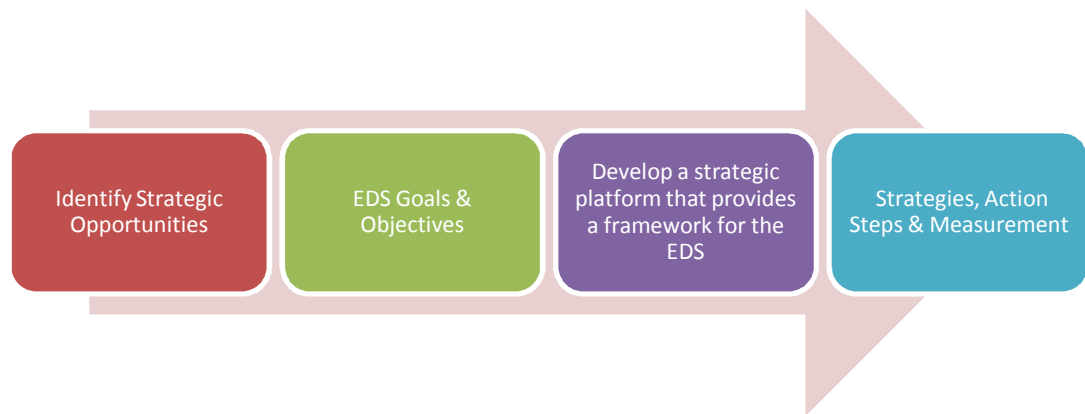 Identify Strategic
Opportunities
EDS Goals &
Objectives
Develop a strategic
platform that provides
a framework for the
EDS
Strategies, Action
Steps & Measurement